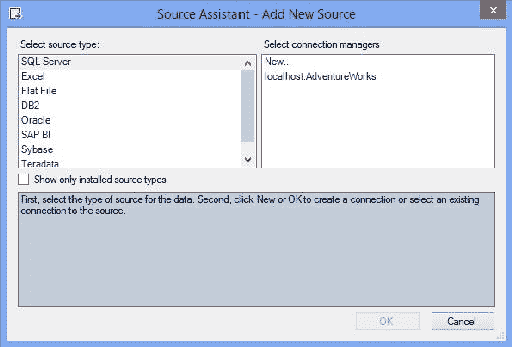 Source Assistant - Add New Source
Select source type:
SQL Server
Excel
Flat File
DB2
Oracle
SAP BI
Sybase
Teradata
Select connection managers
New...
localhost.AdventureWorks
Show only installed source types
First, select the type of source for the data. Second, click New or OK to create a connection or select an existing
connection to the source.
OK
Cancel